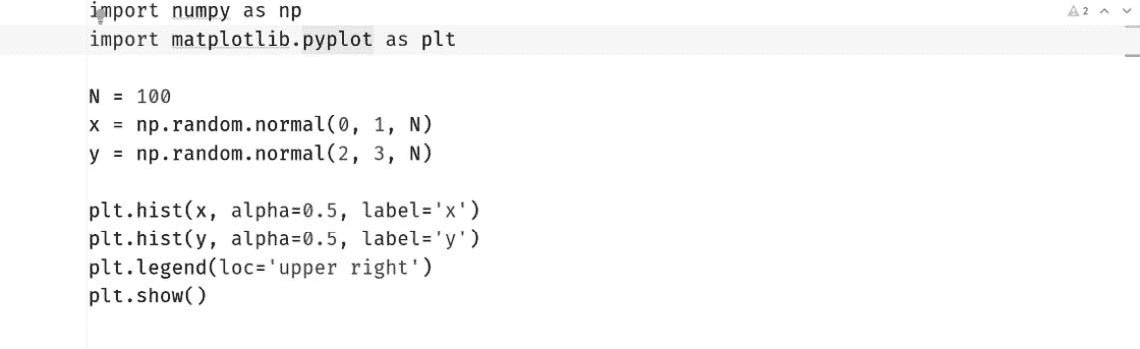 import numpy as np
2
import matplotlib.pyplot as plt
N = 100
x = np.random.normal(0, 1, N)
y = np.random.normal(2, 3, N)
plt.hist(x, alpha=0.5, label='x')
plt.hist(y, alpha=0.5, label='y')
plt.legend(loc='upper right')
plt.show()